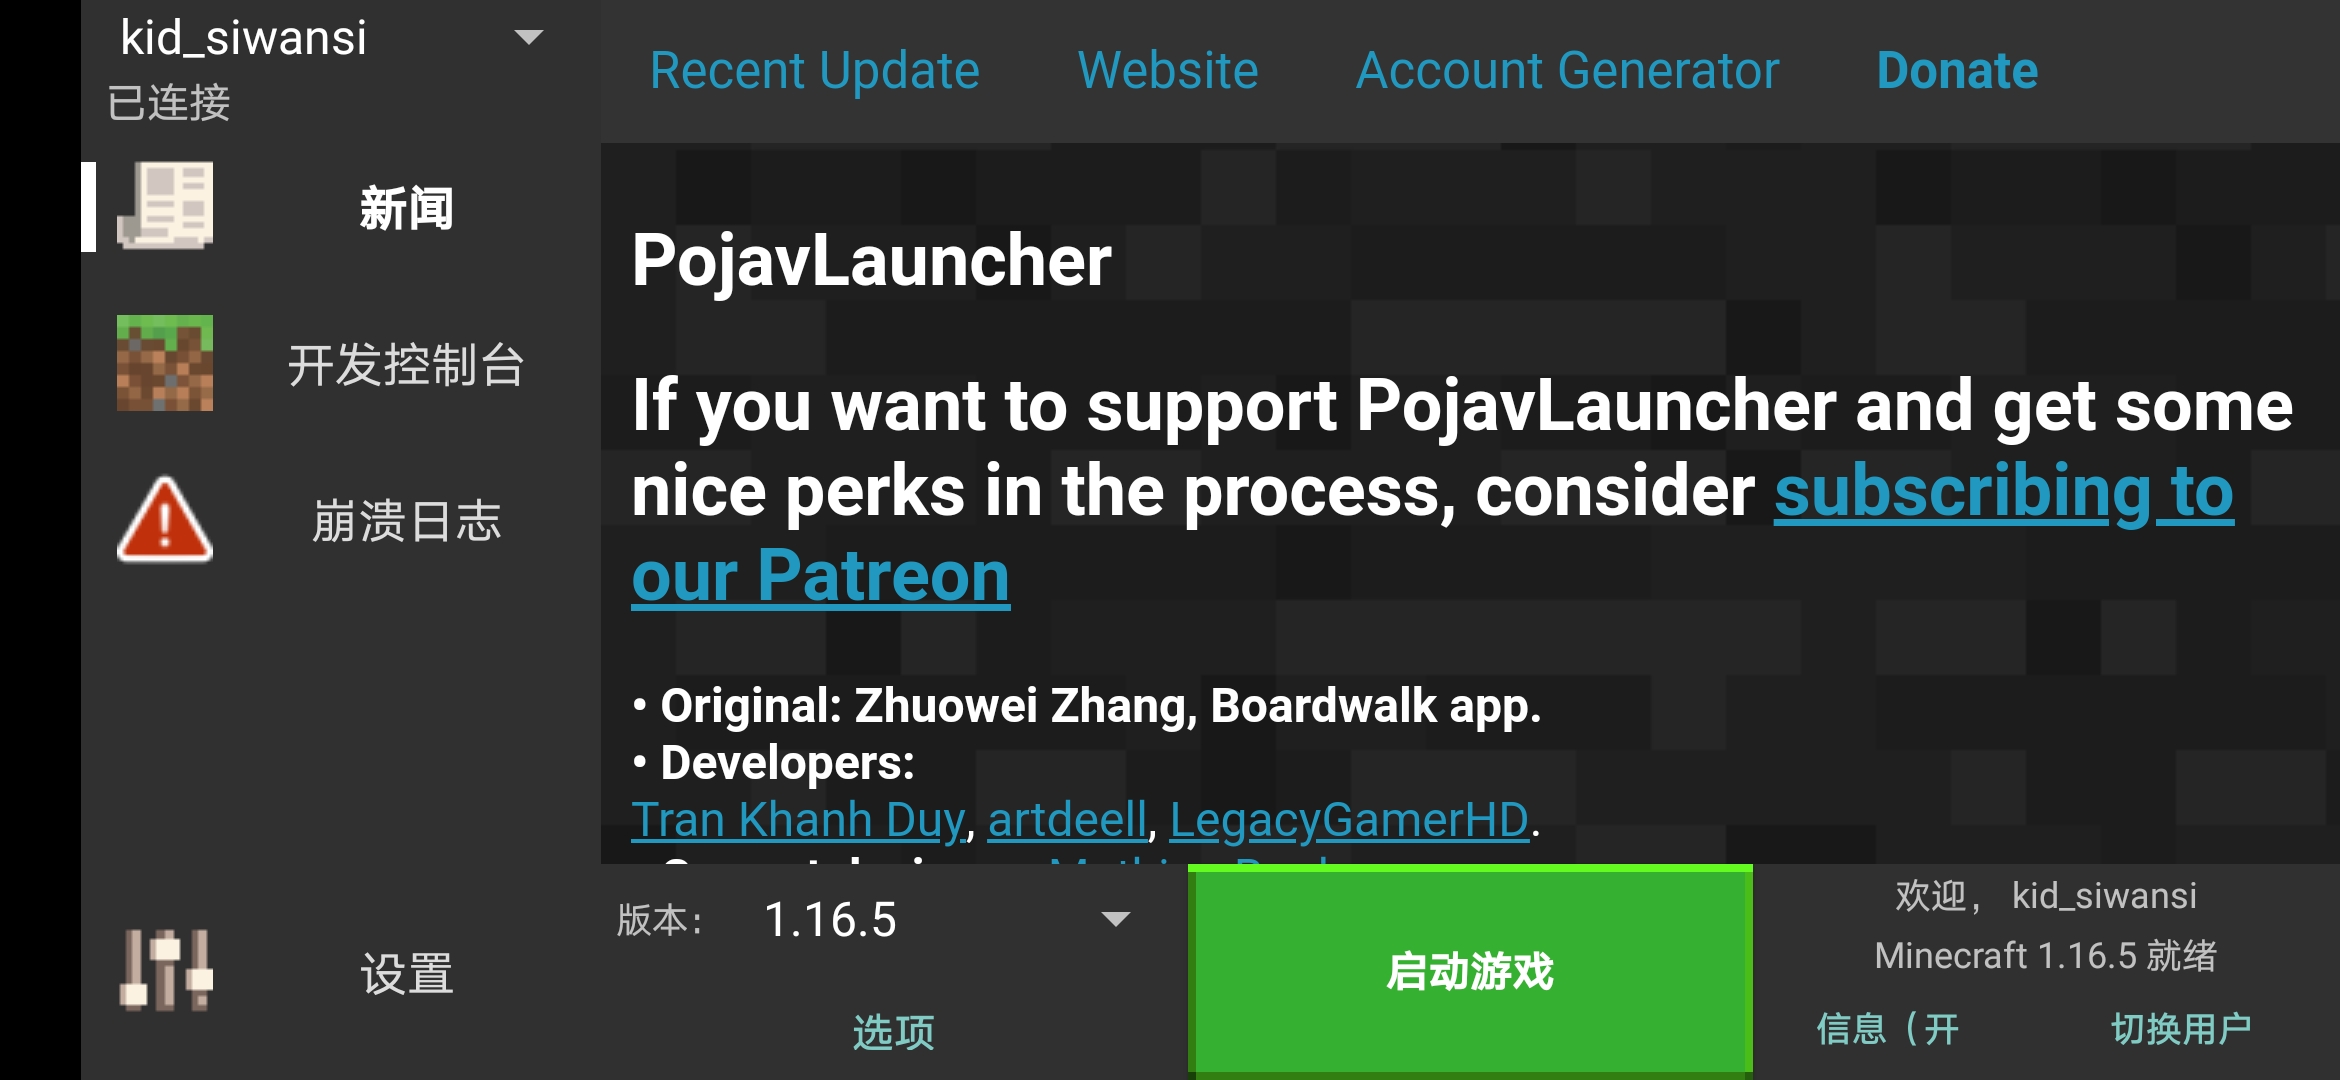 kid_siwansi
已连接
新闻
开发控制台
崩溃日志
设置
Recent Update Website Account Generator Donate
PojavLauncher
If you want to support PojavLauncher and get some
nice perks in the process, consider subscribing to
our Patreon
• Original: Zhuowei Zhang, Boardwalk app.
• Developers:
Tran Khanh Duy, artdeell, LegacyGamerHD.
版本: 1.16.5
选项
启动游戏
欢迎， kid_siwansi
Minecraft 1.16.5 就绪
信息（开 切换用户